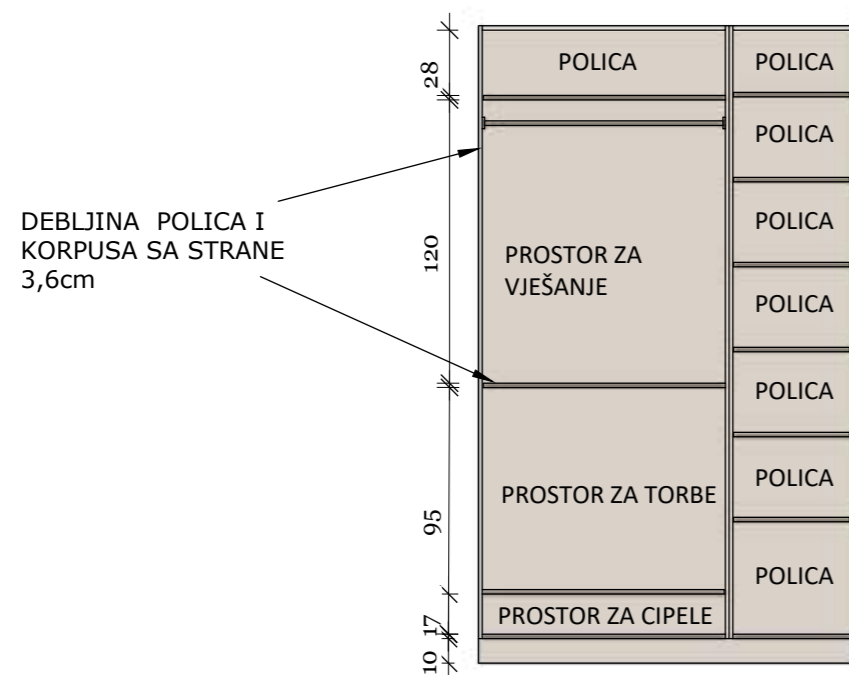 28
120
95
17
10
DEBLJINA POLICA I
KORPUSA SA STRANE
3,6cm
POLICA
PROSTOR ZA
VJEŠANJE
PROSTOR ZA TORBE
PROSTOR ZA CIPELE
POLICA
POLICA
POLICA
POLICA
POLICA
POLICA
POLICA